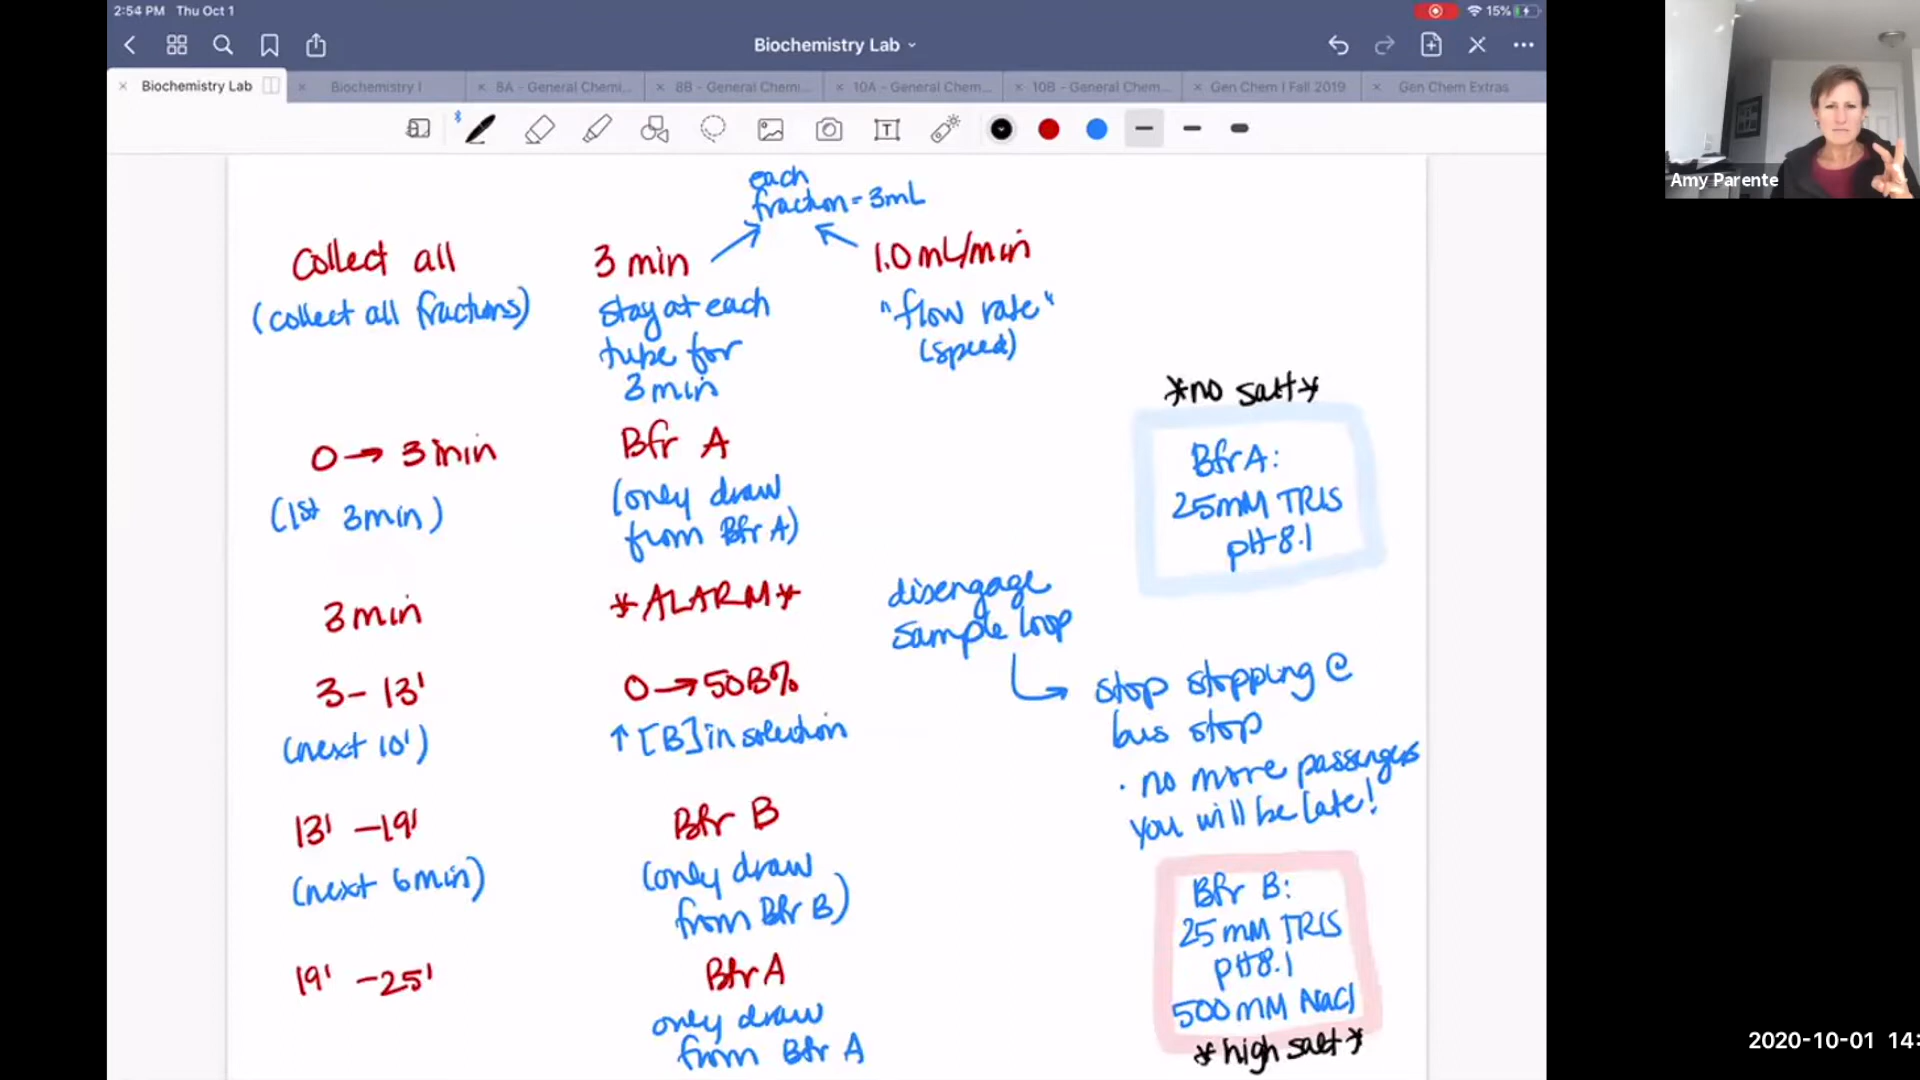 2:54 PM Thu Oct 1
15%
Biochemistry Lab
Biochemistry Lab
Biochemistry I
8A - General Chemi...
8B - General Chemi...
10A - General Chem...
10B - General Chem...
Gen Chem I Fall 2019
Gen Chem Extras
T
Amy Parente
each
fraction = 3mL
Collect all
3 min
1.0 mL/min
(collect all fractions)
stay at each
tube for
3 min
"flow rate"
(speed)
*no salt*
0 → 3 min
Bfr A
(1st 3min)
(only draw
from Bfr A)
Bfr A:
25mM TRIS
pH 8.1
3 min
*ALARM*
disengage
sample loop
3 - 13'
0 → 50B%
stop stopping @
bus stop
(next 10')
↑ [B] in solution
· no more passengers
you will be late!
13' - 19'
Bfr B
(next 6 min)
(only draw
from Bfr B)
Bfr B:
25 mM TRIS
pH 8.1
500 mM NaCl
*high salt*
19' - 25'
Bfr A
only draw
from Bfr A
2020-10-01 14: